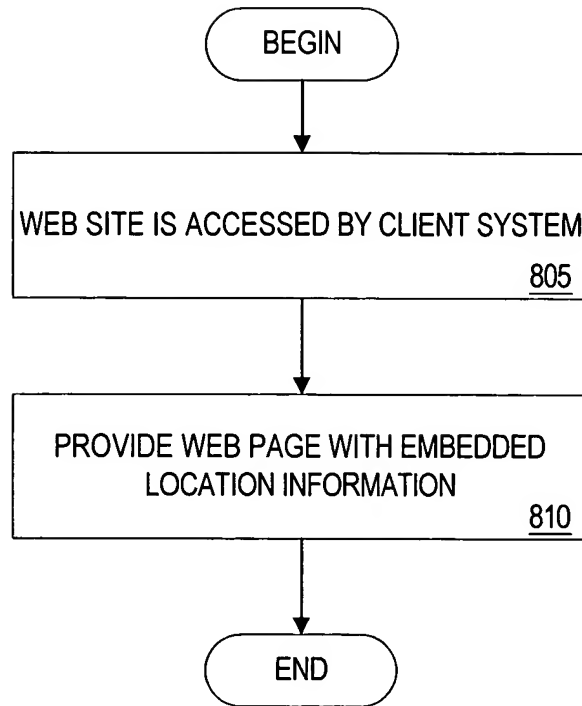 BEGIN
WEB SITE IS ACCESSED BY CLIENT SYSTEM
805
PROVIDE WEB PAGE WITH EMBEDDED
LOCATION INFORMATION
810
END